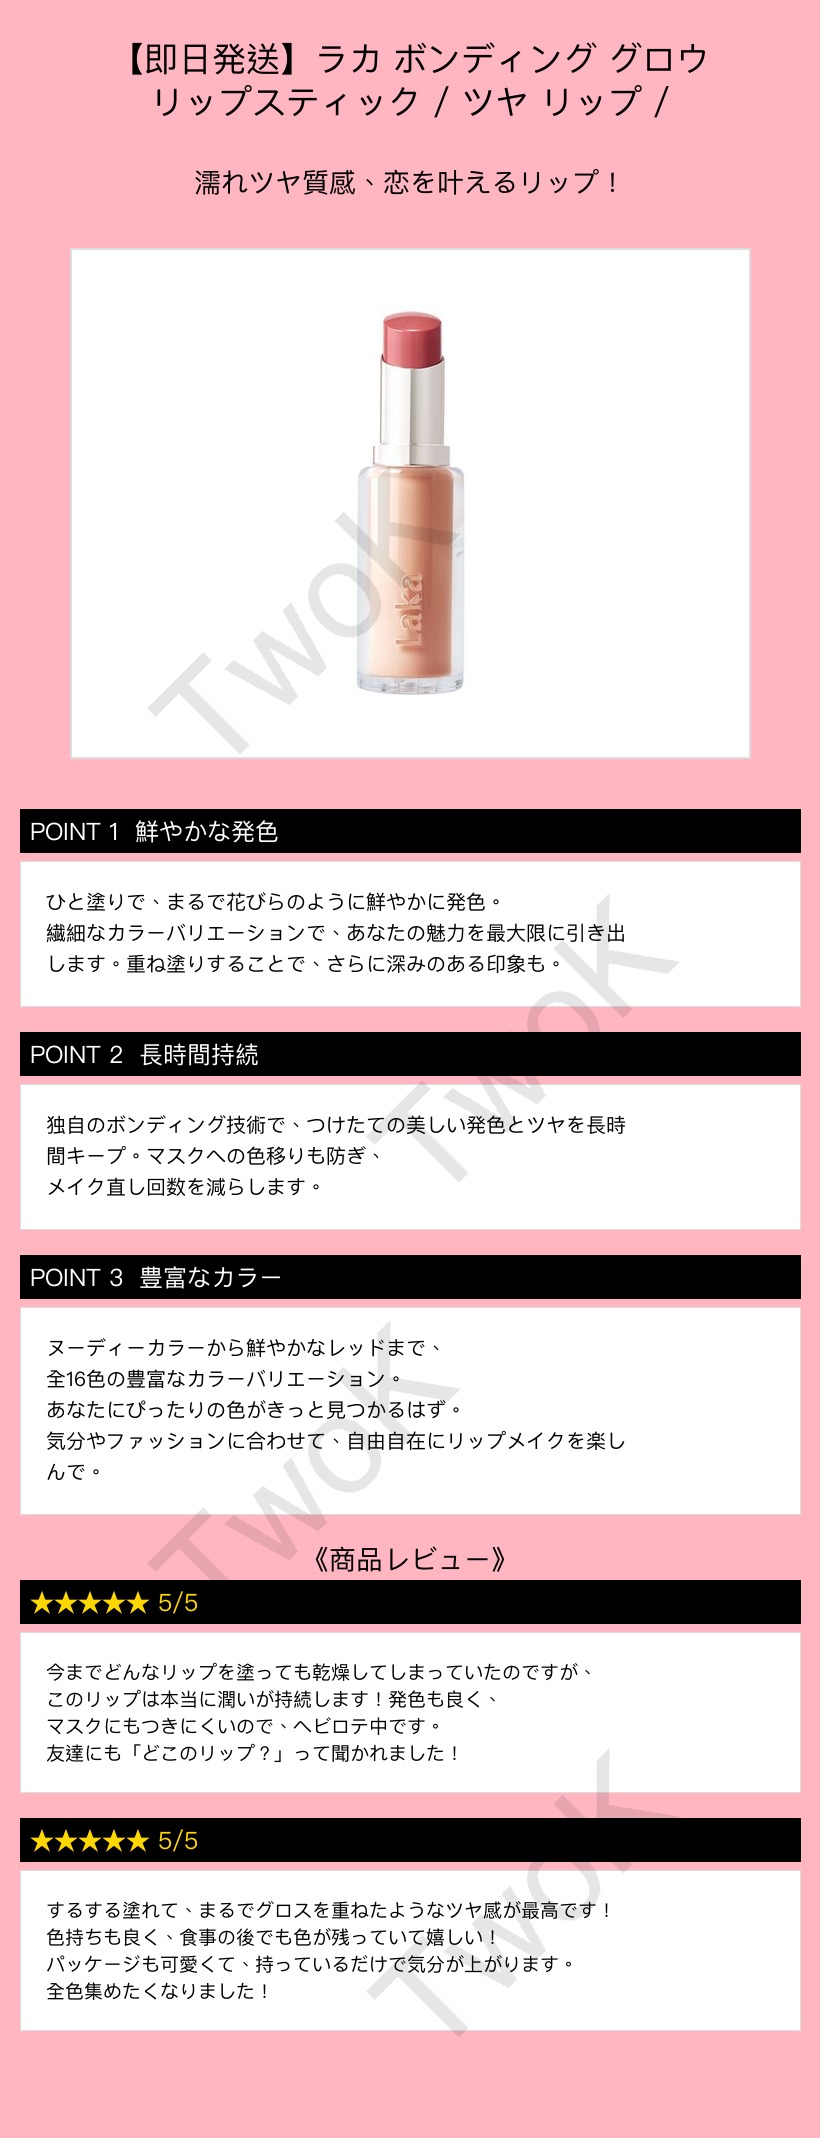 【即日発送】ラカ ボンディング グロウ
リップスティック / ツヤ リップ /
濡れツヤ質感、恋を叶えるリップ！
Laka
TwoK
POINT 1 鮮やかな発色
ひと塗りで、まるで花びらのように鮮やかに発色。
繊細なカラーバリエーションで、あなたの魅力を最大限に引き出
します。重ね塗りすることで、さらに深みのある印象も。
TwoK
POINT 2 長時間持続
独自のボンディング技術で、つけたての美しい発色とツヤを長時
間キープ。マスクへの色移りも防ぎ、
メイク直し回数を減らします。
POINT 3 豊富なカラー
ヌーディーカラーから鮮やかなレッドまで、
全16色の豊富なカラーバリエーション。
あなたにぴったりの色がきっと見つかるはず。
気分やファッションに合わせて、自由自在にリップメイクを楽し
んで。
TwoK
《商品レビュー》
★★★★★ 5/5
今までどんなリップを塗っても乾燥してしまっていたのですが、
このリップは本当に潤いが持続します！発色も良く、
マスクにもつきにくいので、ヘビロテ中です。
友達にも「どこのリップ？」って聞かれました！
★★★★★ 5/5
するする塗れて、まるでグロスを重ねたようなツヤ感が最高です！
色持ちも良く、食事の後でも色が残っていて嬉しい！
パッケージも可愛くて、持っているだけで気分が上がります。
全色集めたくなりました！
TwoK